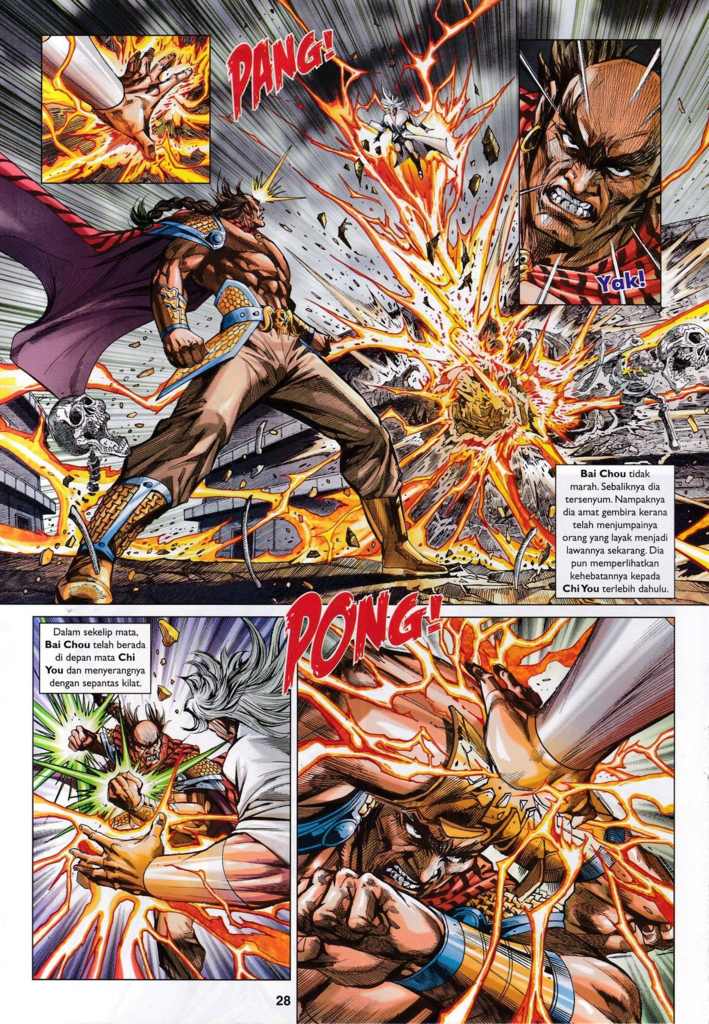 PANG!
Yak!
Bai Chou tidak
marah. Sebaliknya dia
tersenyum. Nampaknya
dia amat gembira kerana
telah menjumpainya
orang yang layak menjadi
lawannya sekarang. Dia
pun memperlihatkan
kehebatannya kepada
Chi You terlebih dahulu.
Dalam sekelip mata,
Bai Chou telah berada
di depan mata Chi
You dan menyerangnya
dengan sepantas kilat.
PONG!
28